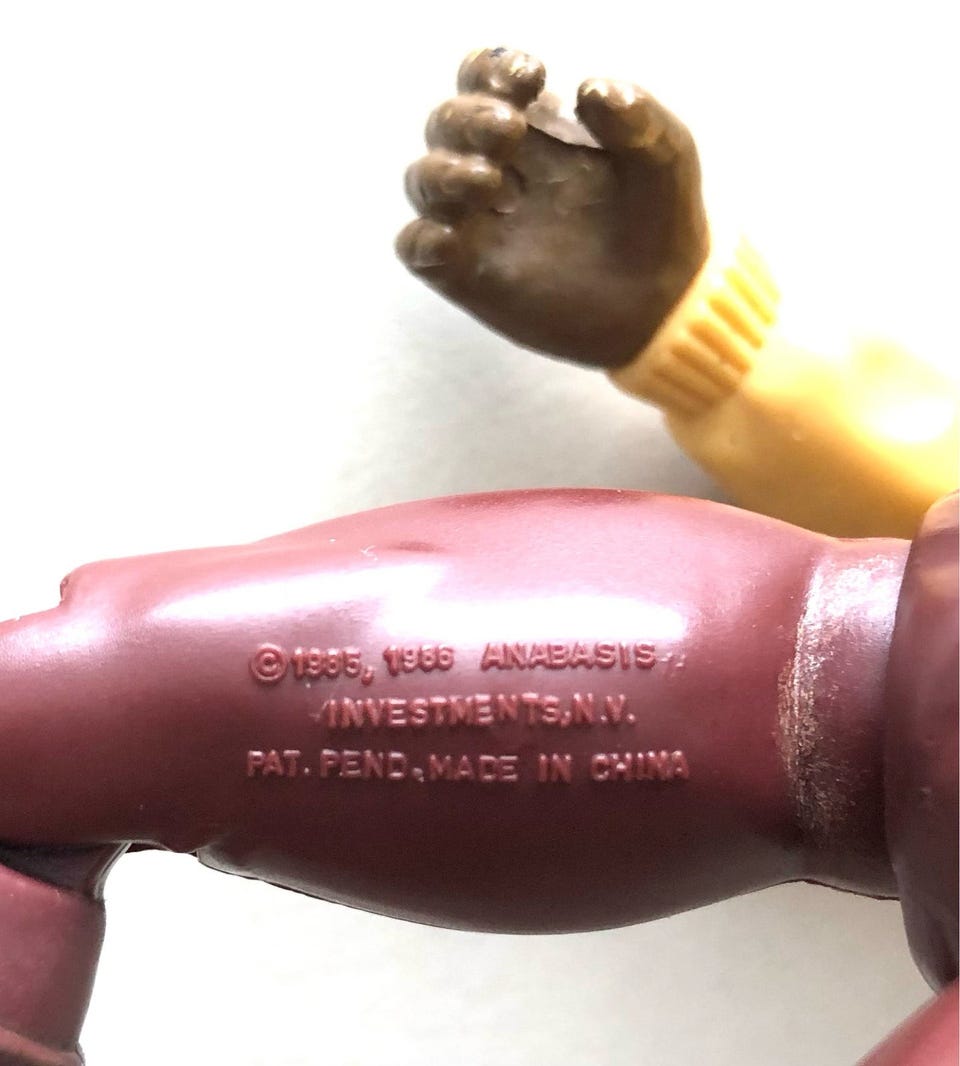 ©1985, 1986 ANABASIS
INVESTMENTS, N.V.
PAT. PEND. MADE IN CHINA